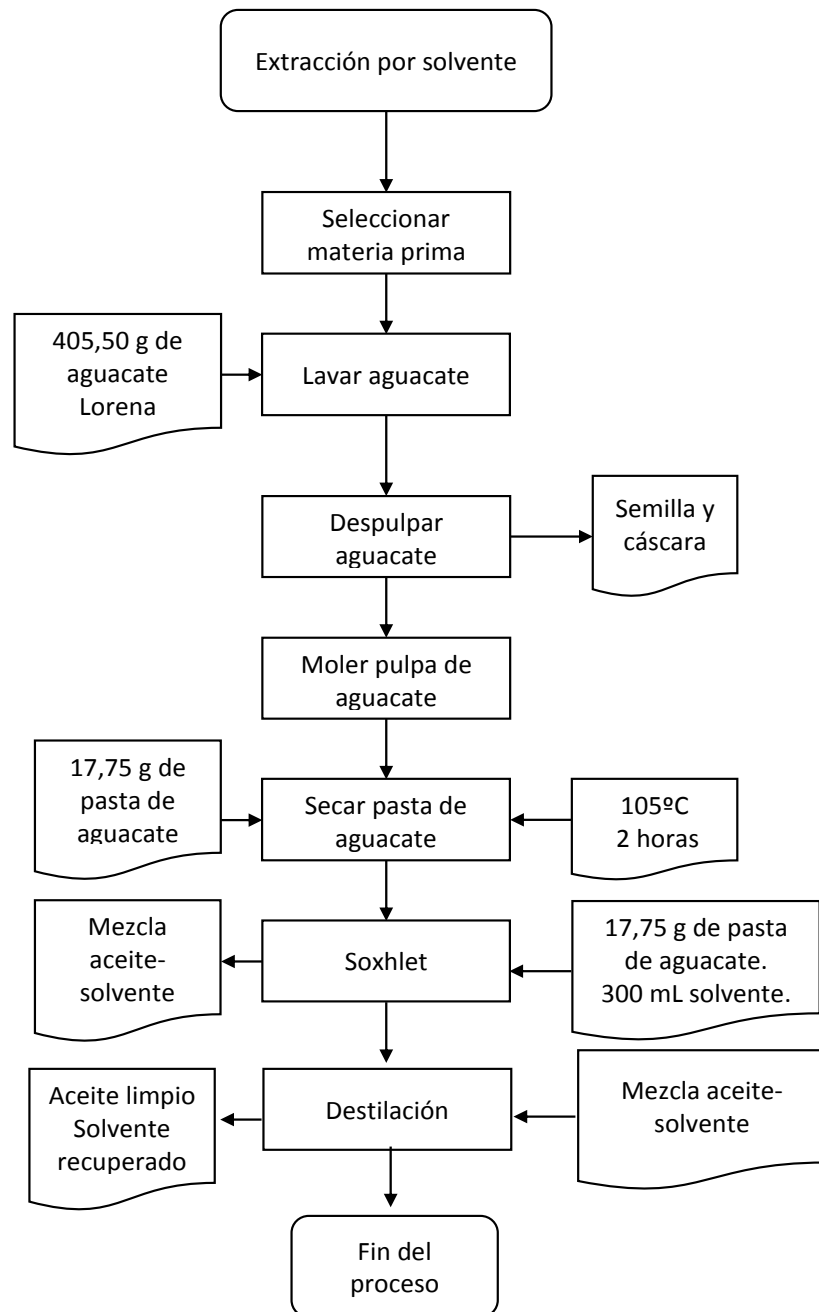 Extracción por solvente
Seleccionar
materia prima
405,50 g de
aguacate
Lorena
Lavar aguacate
Despulpar
aguacate
Semilla y
cáscara
Moler pulpa de
aguacate
17,75 g de
pasta de
aguacate
Secar pasta de
aguacate
105ºC
2 horas
Mezcla
aceite-
solvente
Soxhlet
17,75 g de pasta
de aguacate.
300 mL solvente.
Aceite limpio
Solvente
recuperado
Destilación
Mezcla aceite-
solvente
Fin del
proceso